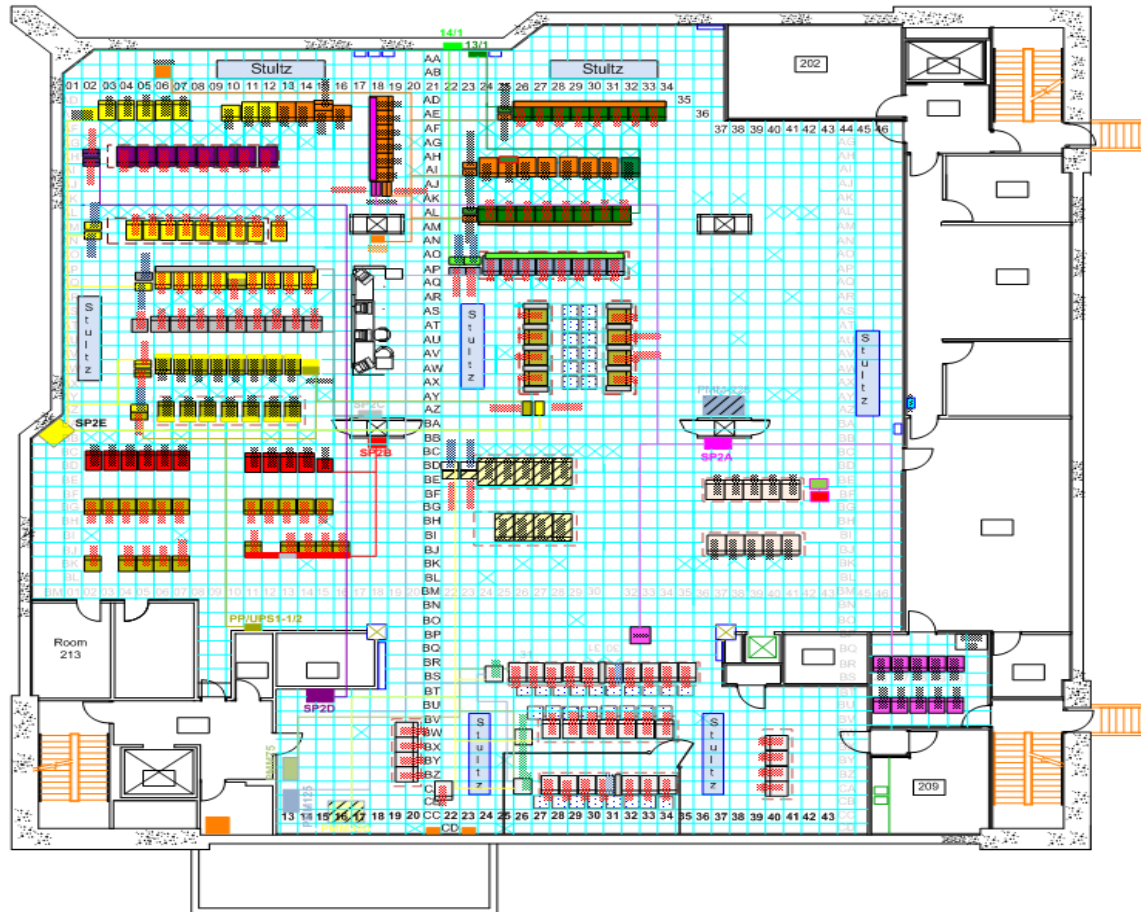 14/1
13/1
Stultz
Stultz
202
AA
AB
01 02 03 04 05 06 07 08 09 10 11 12 13 14 15 16 17 18 19 20 21 22 23 24 25 26 27 28 29 30 31 32 33 34
35
36
37 38 39 40 41 42 43 44 45 46
AD
AE
AF
AG
AH
AI
AJ
AK
AL
AM
AN
AO
AP
AQ
AR
AS
AT
AU
AV
AW
AX
AY
AZ
BA
BB
BC
BD
BE
BF
BG
BH
BI
BJ
BK
BL
BM
BN
BO
BP
BQ
BR
BS
BT
BU
BV
BW
BX
BY
BZ
CA
CC
CD
Stultz
Stultz
Stultz
SP2E
SP2C
SP2B
SP2A
PP/UPS1-1/2
Room
213
SP2D
Stultz
Stultz
209
13 14 15 16 17 18 19 20 22 23 24 25 26 27 28 29 30 31 32 33 34 35 36 37 38 39 40 41 42 43